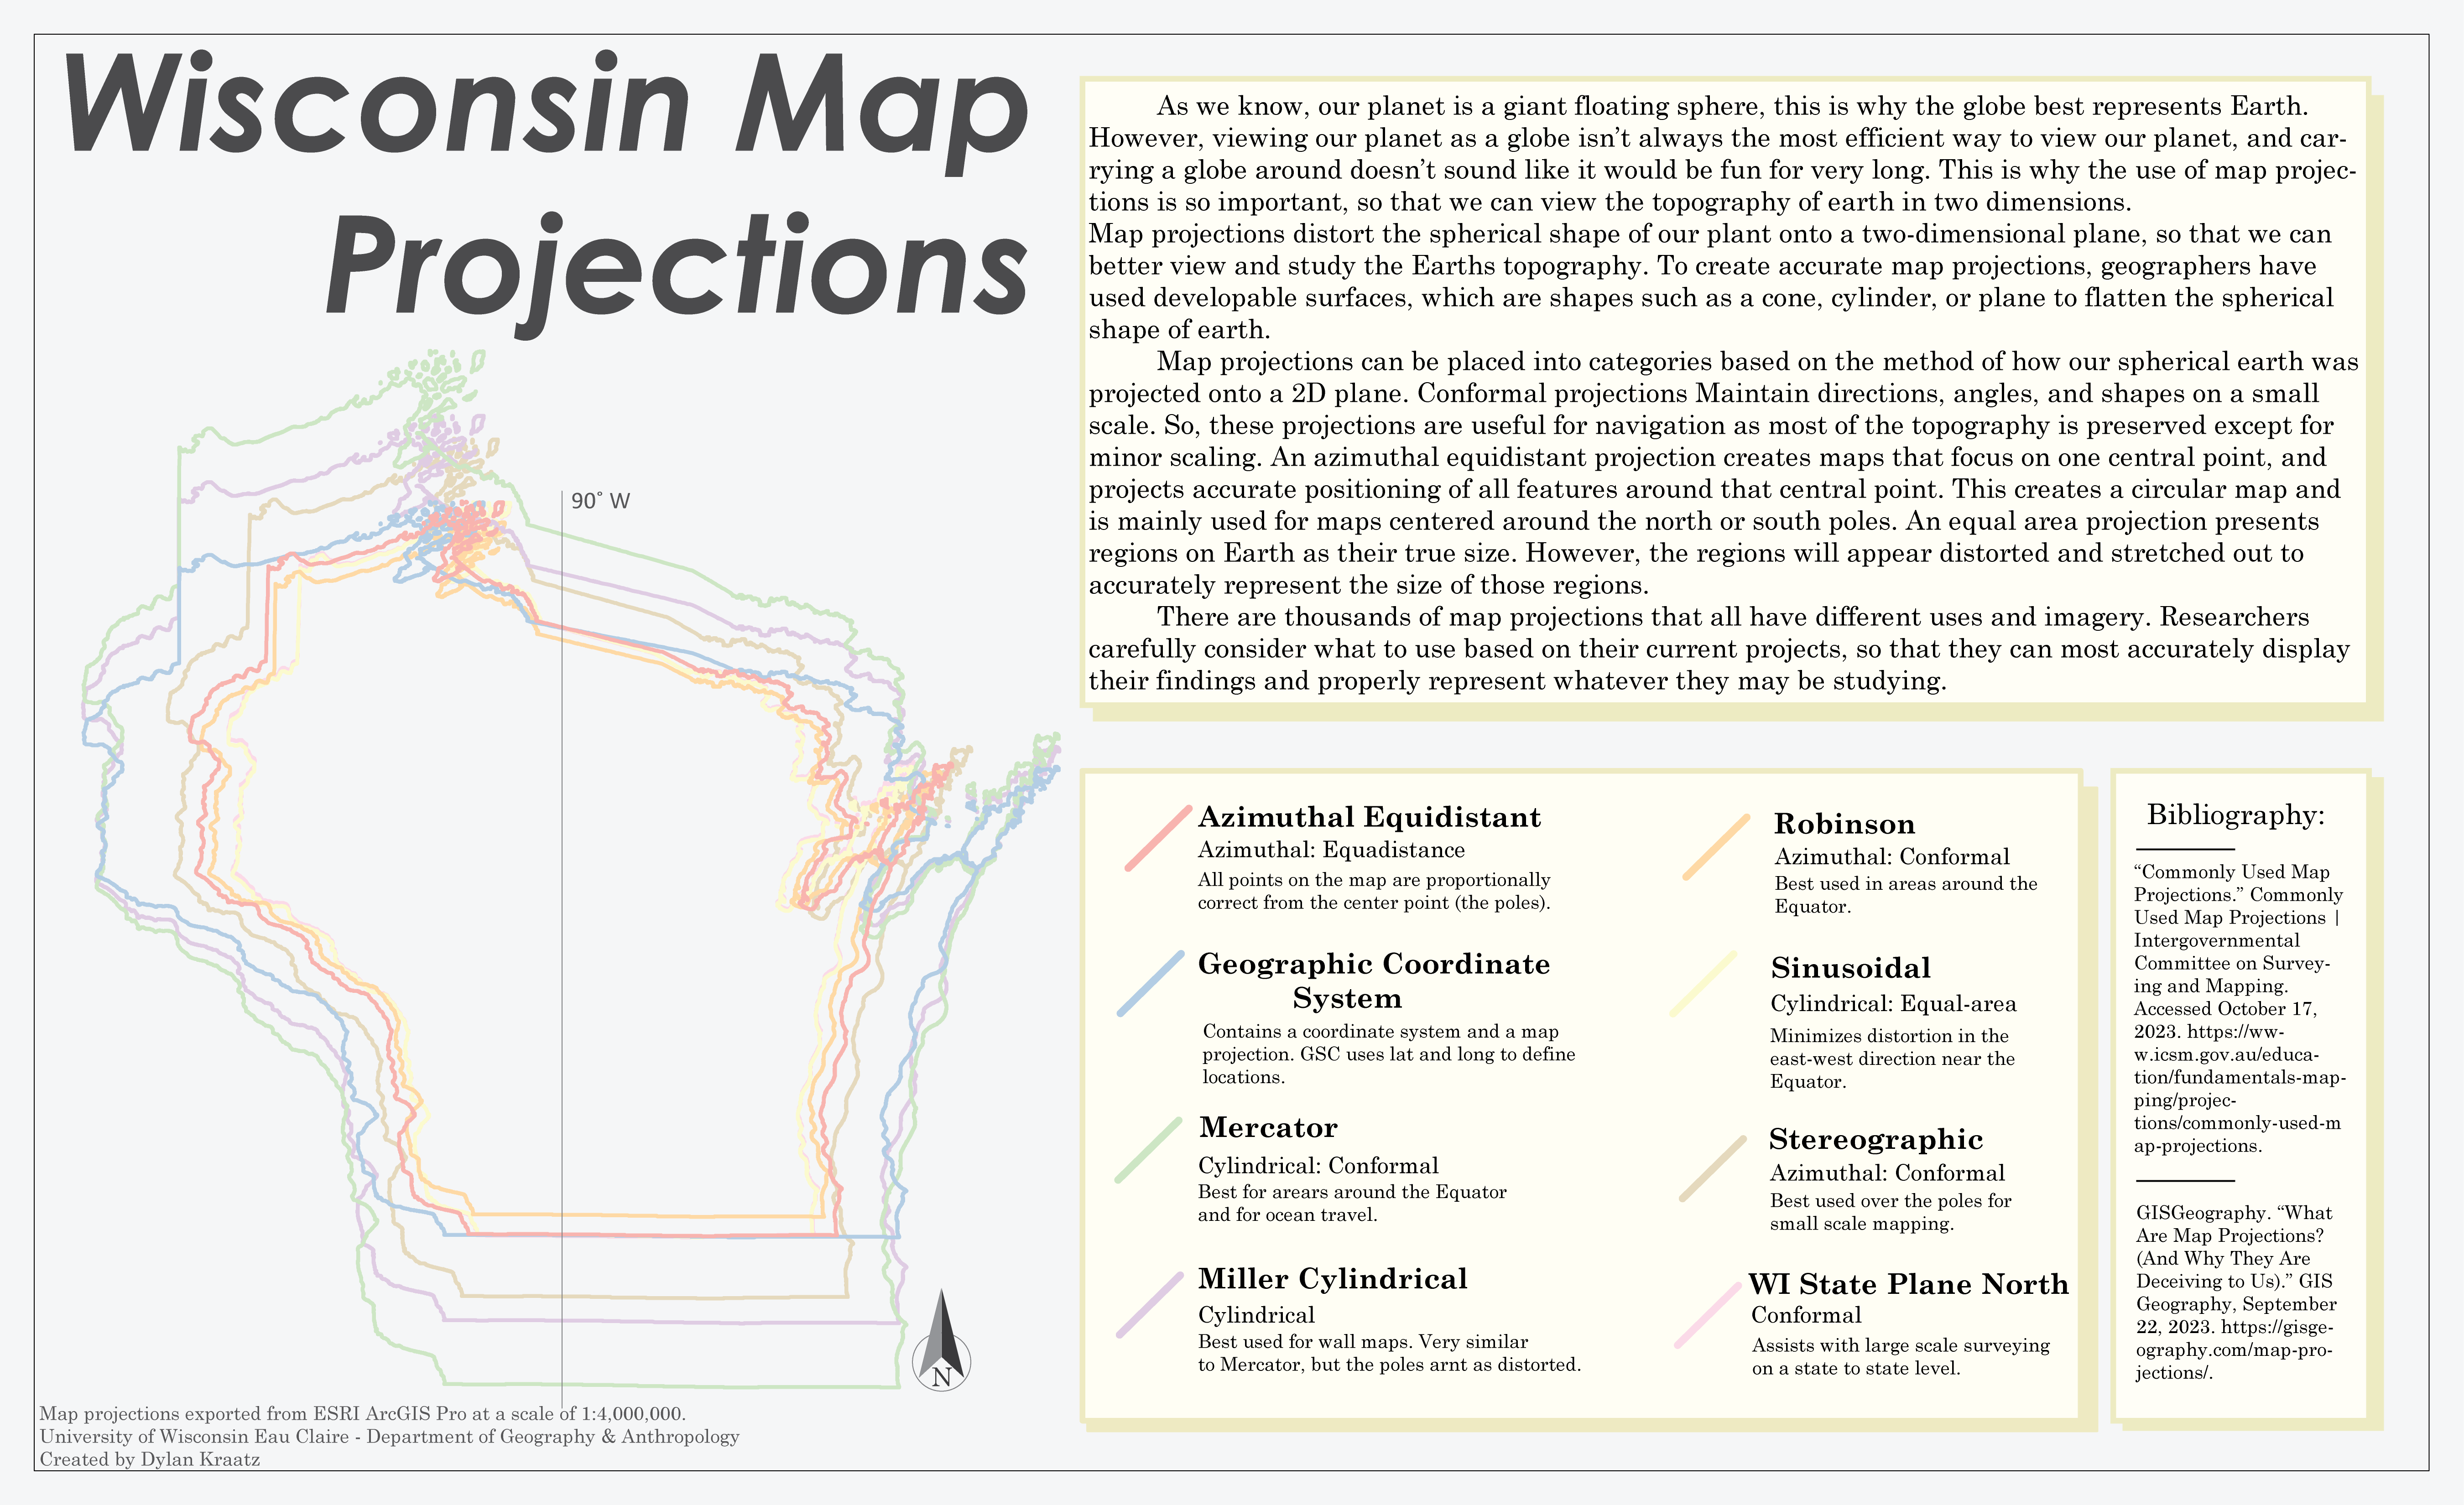 Wisconsin Map
Projections
As we know, our planet is a giant floating sphere, this is why the globe best represents Earth.
However, viewing our planet as a globe isn’t always the most efficient way to view our planet, and car-
rying a globe around doesn’t sound like it would be fun for very long. This is why the use of map projec-
tions is so important, so that we can view the topography of earth in two dimensions.
Map projections distort the spherical shape of our plant onto a two-dimensional plane, so that we can
better view and study the Earths topography. To create accurate map projections, geographers have
used developable surfaces, which are shapes such as a cone, cylinder, or plane to flatten the spherical
shape of earth.
Map projections can be placed into categories based on the method of how our spherical earth was
projected onto a 2D plane. Conformal projections Maintain directions, angles, and shapes on a small
scale. So, these projections are useful for navigation as most of the topography is preserved except for
minor scaling. An azimuthal equidistant projection creates maps that focus on one central point, and
projects accurate positioning of all features around that central point. This creates a circular map and
is mainly used for maps centered around the north or south poles. An equal area projection presents
regions on Earth as their true size. However, the regions will appear distorted and stretched out to
accurately represent the size of those regions.
There are thousands of map projections that all have different uses and imagery. Researchers
carefully consider what to use based on their current projects, so that they can most accurately display
their findings and properly represent whatever they may be studying.
90° W
N
Map projections exported from ESRI ArcGIS Pro at a scale of 1:4,000,000.
University of Wisconsin Eau Claire - Department of Geography & Anthropology
Created by Dylan Kraatz
Azimuthal Equidistant
Azimuthal: Equadistance
All points on the map are proportionally
correct from the center point (the poles).
Geographic Coordinate
System
Contains a coordinate system and a map
projection. GSC uses lat and long to define
locations.
Mercator
Cylindrical: Conformal
Best for arears around the Equator
and for ocean travel.
Miller Cylindrical
Cylindrical
Best used for wall maps. Very similar
to Mercator, but the poles arnt as distorted.
Robinson
Azimuthal: Conformal
Best used in areas around the
Equator.
Sinusoidal
Cylindrical: Equal-area
Minimizes distortion in the
east-west direction near the
Equator.
Stereographic
Azimuthal: Conformal
Best used over the poles for
small scale mapping.
WI State Plane North
Conformal
Assists with large scale surveying
on a state to state level.
Bibliography:
“Commonly Used Map
Projections.” Commonly
Used Map Projections |
Intergovernmental
Committee on Survey-
ing and Mapping.
Accessed October 17,
2023. https://ww-
w.icsm.gov.au/educa-
tion/fundamentals-map-
ping/projec-
tions/commonly-used-m
ap-projections.
GISGeography. “What
Are Map Projections?
(And Why They Are
Deceiving to Us).” GIS
Geography, September
22, 2023. https://gisge-
ography.com/map-pro-
jections/.